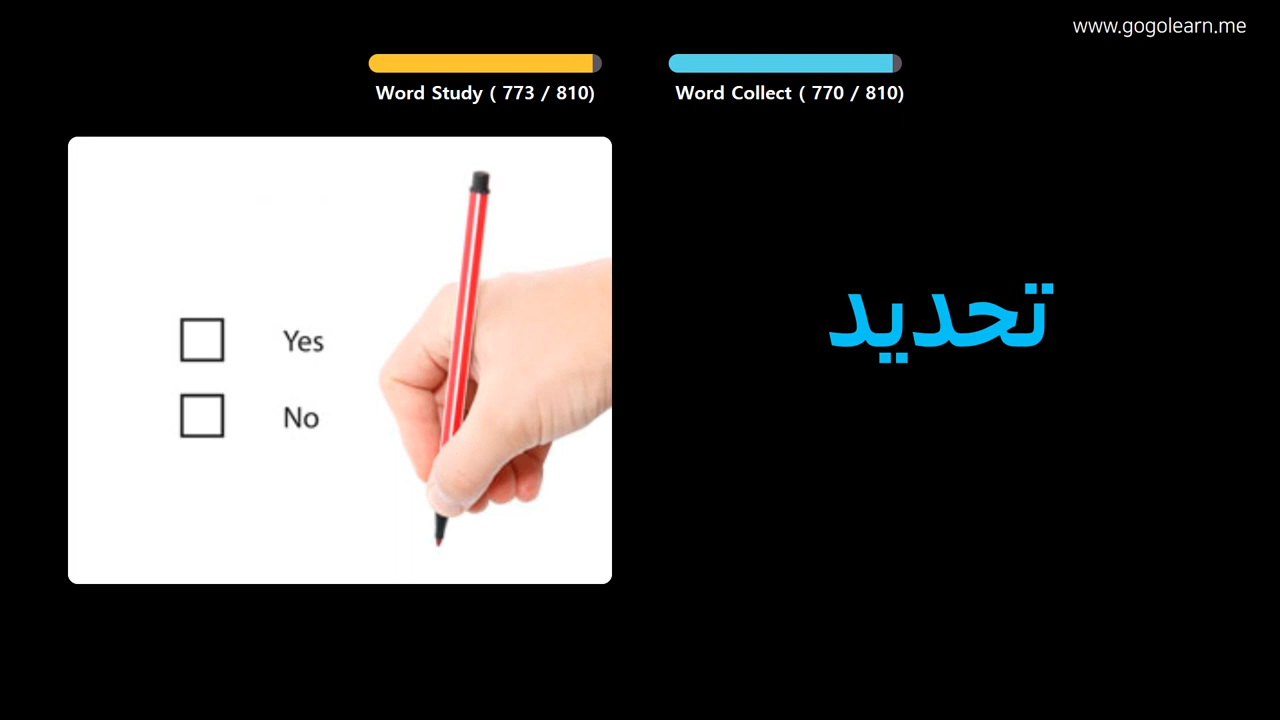 www.gogolearn.me
Word Study ( 773 / 810)
Word Collect ( 770 / 810)
Yes
No
تحديد